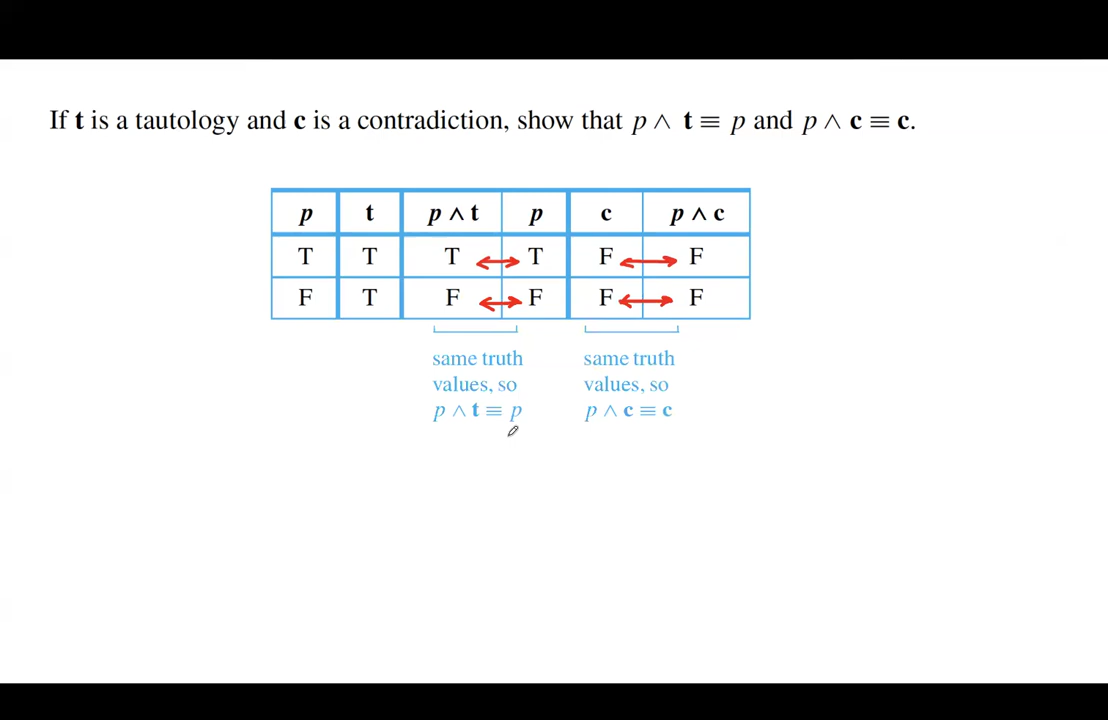 If t is a tautology and c is a contradiction, show that p ∧ t ≡ p and p ∧ c ≡ c.
p t p ∧ t p c p ∧ c
T T T T F F
F T F F F F
same truth values, so p ∧ t ≡ p
same truth values, so p ∧ c ≡ c